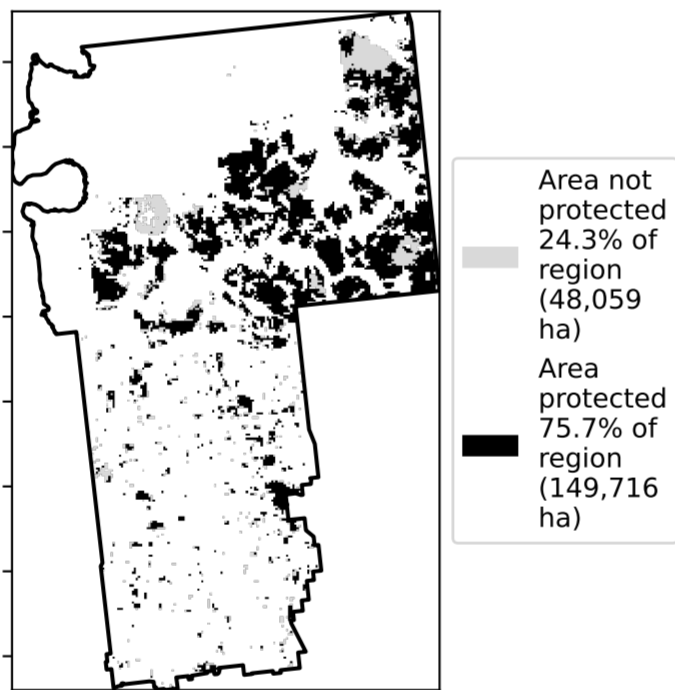 Area not
protected
24.3% of
region
(48,059
ha)
Area
protected
75.7% of
region
(149,716
ha)